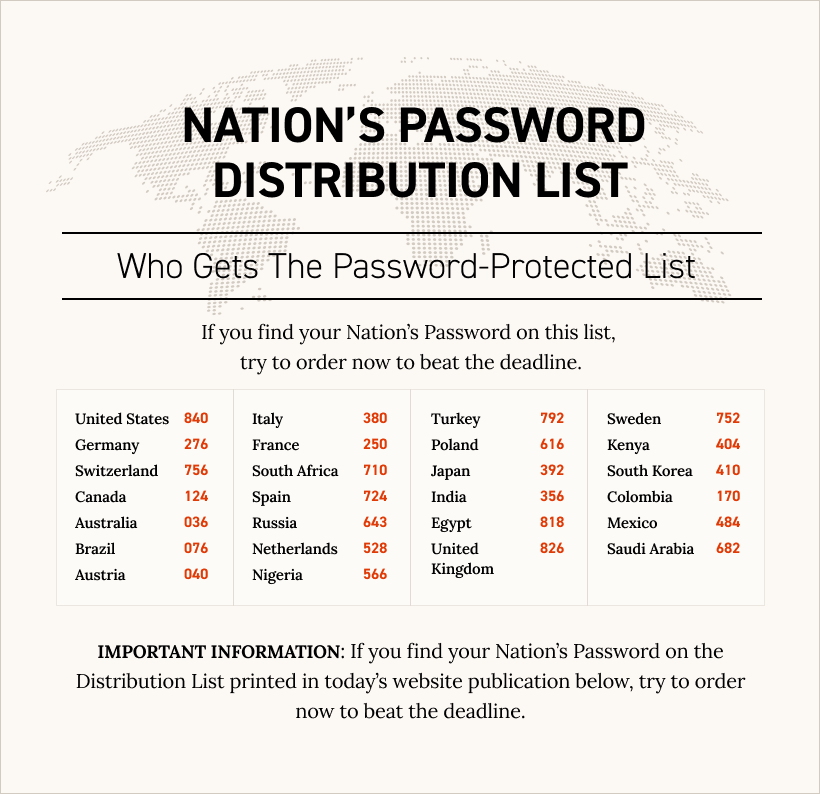 NATION’S PASSWORD
DISTRIBUTION LIST
Who Gets The Password-Protected List
If you find your Nation’s Password on this list,
try to order now to beat the deadline.
United States 840
Germany 276
Switzerland 756
Canada 124
Australia 036
Brazil 076
Austria 040
Italy 380
France 250
South Africa 710
Spain 724
Russia 643
Netherlands 528
Nigeria 566
Turkey 792
Poland 616
Japan 392
India 356
Egypt 818
United 826
Kingdom
Sweden 752
Kenya 404
South Korea 410
Colombia 170
Mexico 484
Saudi Arabia 682
IMPORTANT INFORMATION: If you find your Nation’s Password on the
Distribution List printed in today’s website publication below, try to order
now to beat the deadline.